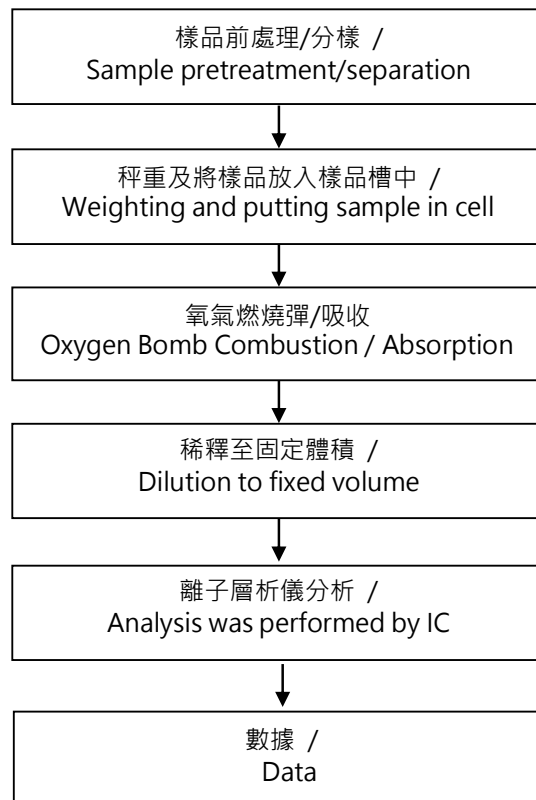 樣品前處理/分樣 /
Sample pretreatment/separation
秤重及將樣品放入樣品槽中 /
Weighting and putting sample in cell
氧氣燃燒彈/吸收
Oxygen Bomb Combustion / Absorption
稀釋至固定體積 /
Dilution to fixed volume
離子層析儀分析 /
Analysis was performed by IC
數據 /
Data